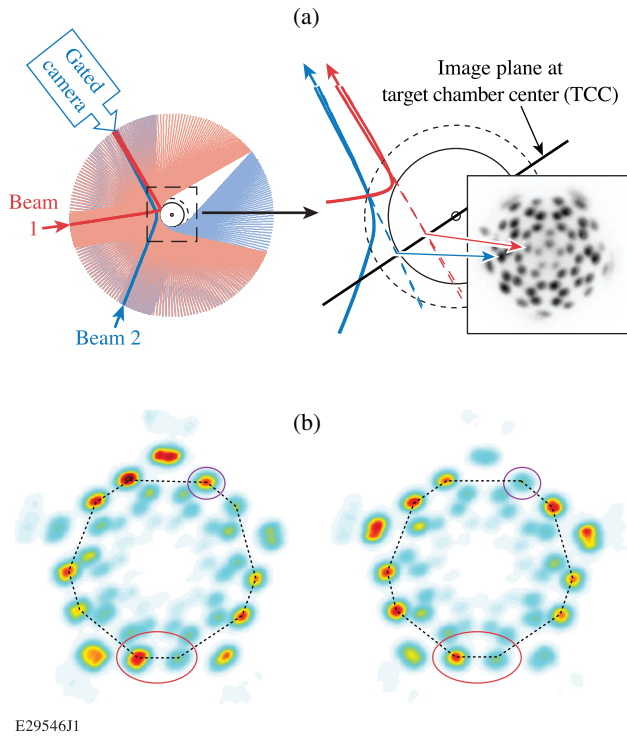 (a)
Gated
camera
Image plane at
target chamber center (TCC)
Beam
1
Beam 2
(b)
E29546J1